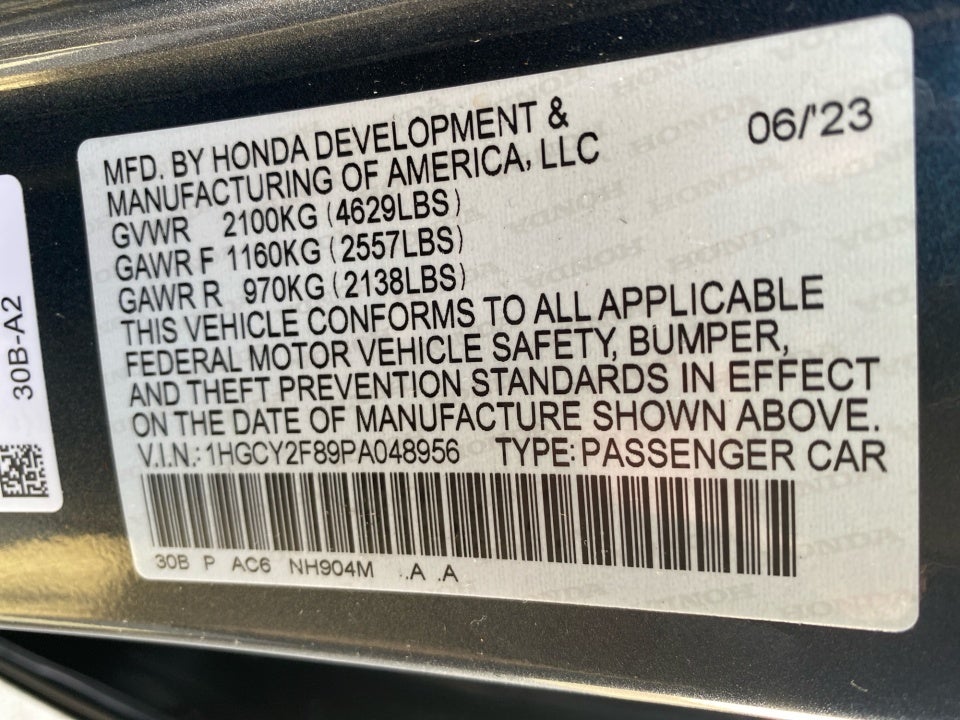 MFD. BY HONDA DEVELOPMENT & 06/'23
MANUFACTURING OF AMERICA, LLC
GVWR 2100KG (4629LBS)
GAWR F 1160KG (2557LBS)
GAWR R 970KG (2138LBS)
THIS VEHICLE CONFORMS TO ALL APPLICABLE
FEDERAL MOTOR VEHICLE SAFETY, BUMPER,
AND THEFT PREVENTION STANDARDS IN EFFECT
ON THE DATE OF MANUFACTURE SHOWN ABOVE.
V.I.N.: 1HGCY2F89PA048956 TYPE: PASSENGER CAR
30B P AC6 NH904M .A .A
30B-A2